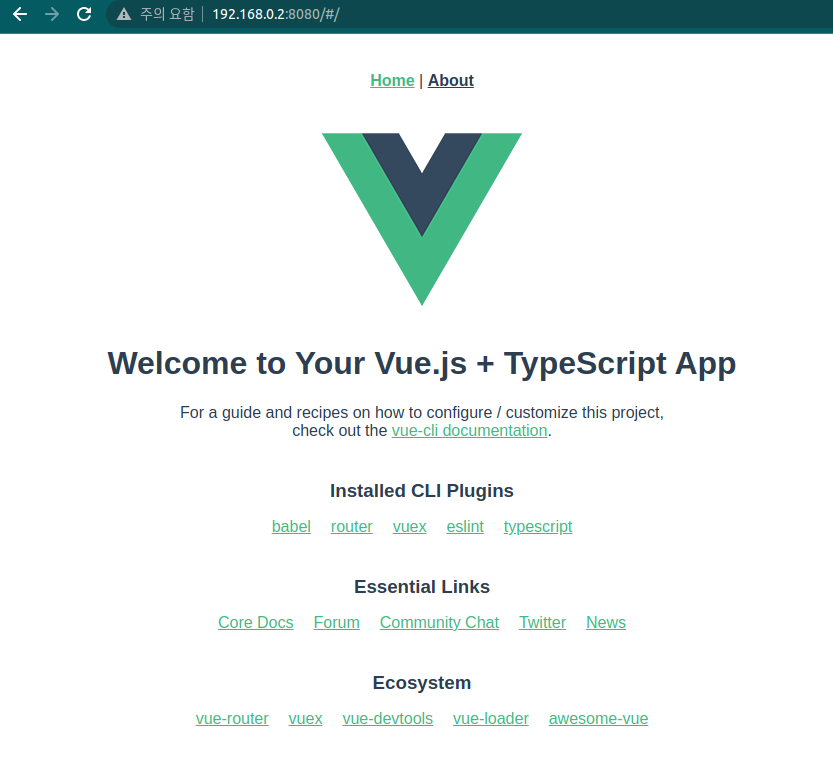 주의 요함 | 192.168.0.2:8080/#/
Home | About
Welcome to Your Vue.js + TypeScript App
For a guide and recipes on how to configure / customize this project,
check out the vue-cli documentation.
Installed CLI Plugins
babel router vuex eslint typescript
Essential Links
Core Docs Forum Community Chat Twitter News
Ecosystem
vue-router vuex vue-devtools vue-loader awesome-vue